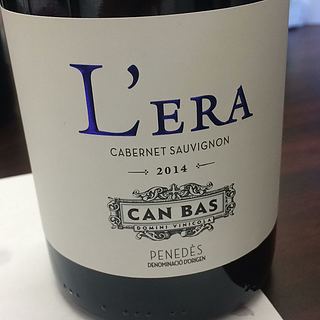 L'ERA
CABERNET SAUVIGNON
2014
CAN BAS
DOMINI VINÍCOLA
PENEDÈS
DENOMINACIÓ D'ORIGEN